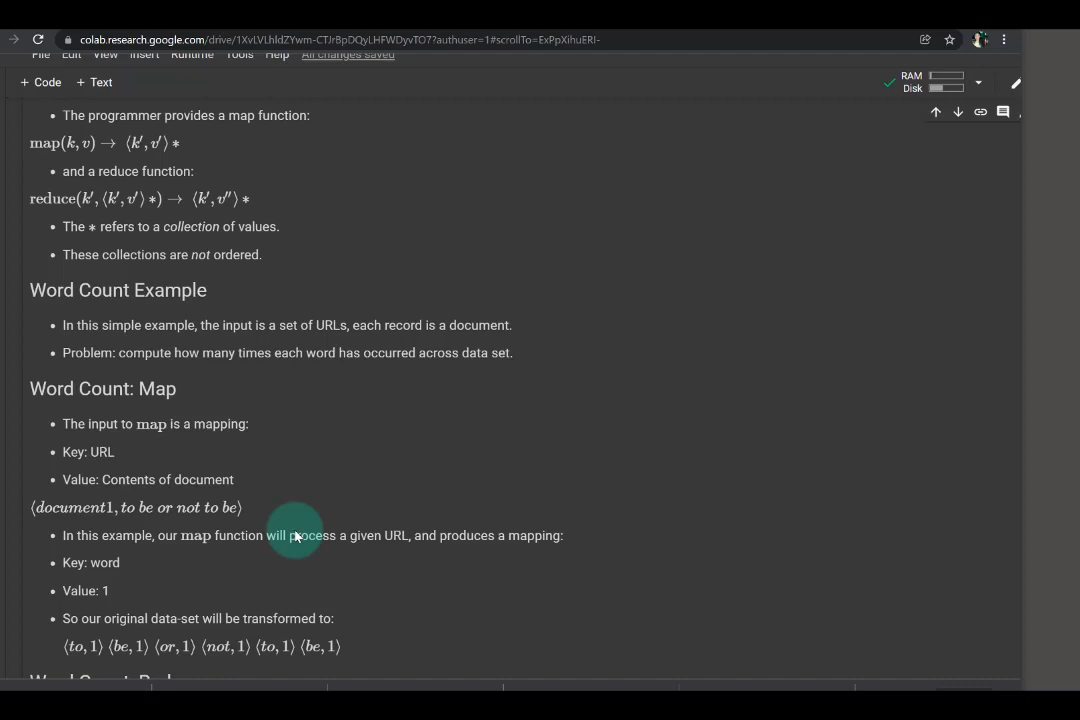 colab.research.google.com/drive/1XvLVLhldZYwm-CTJrBpDQyLHFWDyvTO7?authuser=1#scrollTo=ExPpXihuERI-
File Edit View Insert Runtime Tools Help All changes saved
+ Code + Text
RAM
Disk
• The programmer provides a map function:
map(k, v) → ⟨k′, v′⟩ ∗
• and a reduce function:
reduce(k′, ⟨k′, v′⟩ ∗) → ⟨k′, v″⟩ ∗
• The ∗ refers to a collection of values.
• These collections are not ordered.
Word Count Example
• In this simple example, the input is a set of URLs, each record is a document.
• Problem: compute how many times each word has occurred across data set.
Word Count: Map
• The input to map is a mapping:
• Key: URL
• Value: Contents of document
⟨document1, to be or not to be⟩
• In this example, our map function will process a given URL, and produces a mapping:
• Key: word
• Value: 1
• So our original data-set will be transformed to:
⟨to, 1⟩ ⟨be, 1⟩ ⟨or, 1⟩ ⟨not, 1⟩ ⟨to, 1⟩ ⟨be, 1⟩